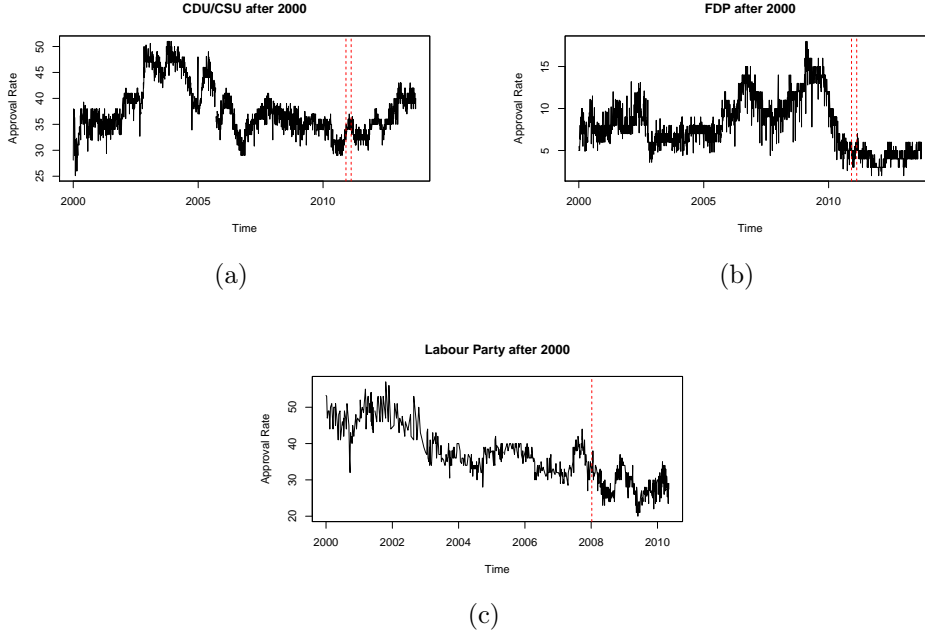 CDU/CSU after 2000
Approval Rate
50
45
40
35
30
25
2000
2005
2010
Time
(a)
FDP after 2000
Approval Rate
15
10
5
2000
2005
2010
Time
(b)
Labour Party after 2000
Approval Rate
50
40
30
20
2000
2002
2004
2006
2008
2010
Time
(c)